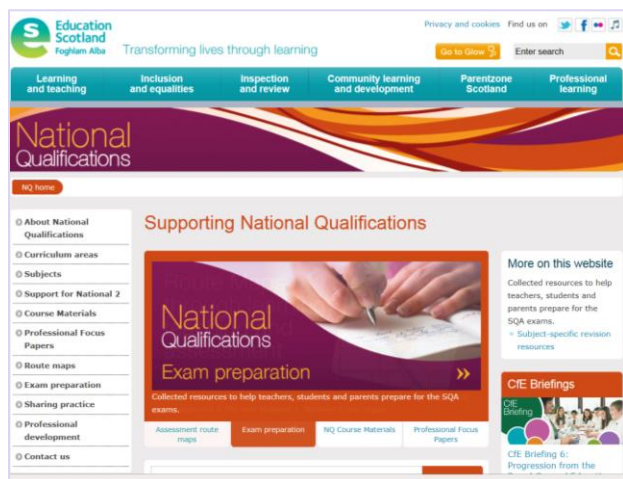 Education
Scotland
Foghlam Alba
Transforming lives through learning
Privacy and cookies Find us on
Go to Glow
Enter search
Learning
and teaching
Inclusion
and equalities
Inspection
and review
Community learning
and development
Parentzone
Scotland
Professional
learning
National
Qualifications
NQ home
About National
Qualifications
Curriculum areas
Subjects
Support for National 2
Course Materials
Professional Focus
Papers
Route maps
Exam preparation
Sharing practice
Professional
development
Contact us
Supporting National Qualifications
National
Qualifications
Exam preparation
Collected resources to help teachers, students and parents prepare for the SQA
exams.
Assessment route
maps
Exam preparation
NQ Course Materials
Professional Focus
Papers
More on this website
Collected resources to help
teachers, students and
parents prepare for the
SQA exams.
Subject-specific revision
resources
CfE Briefings
CfE
Briefing
CfE Briefing 6:
Progression from the